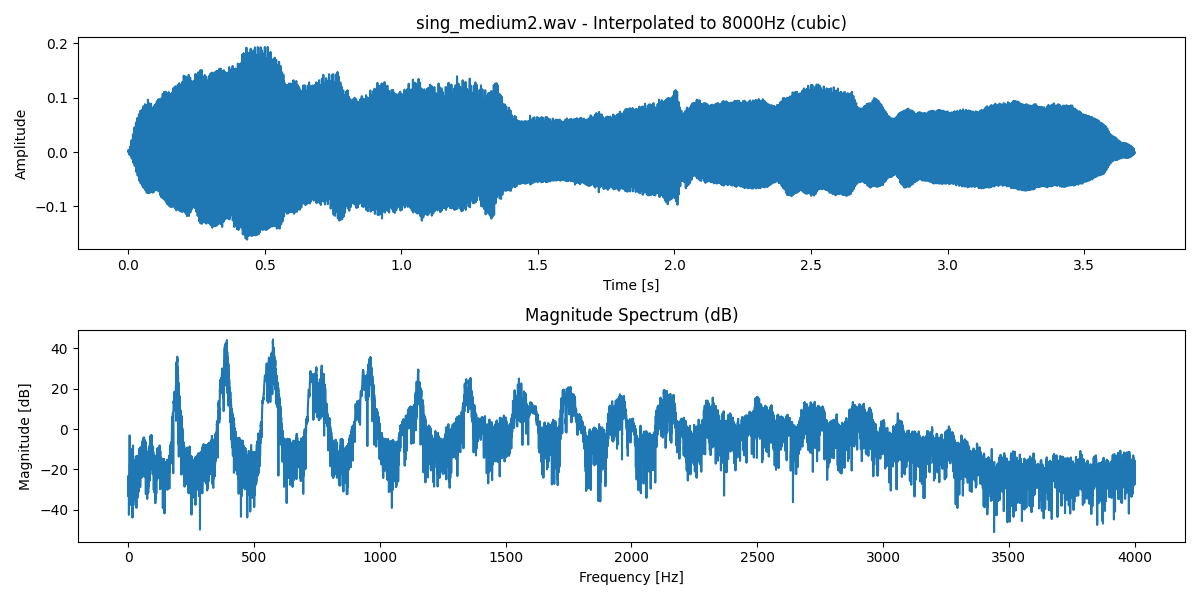 sing_medium2.wav - Interpolated to 8000Hz (cubic)
0.2
0.1
0.0
−0.1
Amplitude
0.0 0.5 1.0 1.5 2.0 2.5 3.0 3.5
Time [s]
Magnitude Spectrum (dB)
40
20
0
−20
−40
Magnitude [dB]
0 500 1000 1500 2000 2500 3000 3500 4000
Frequency [Hz]